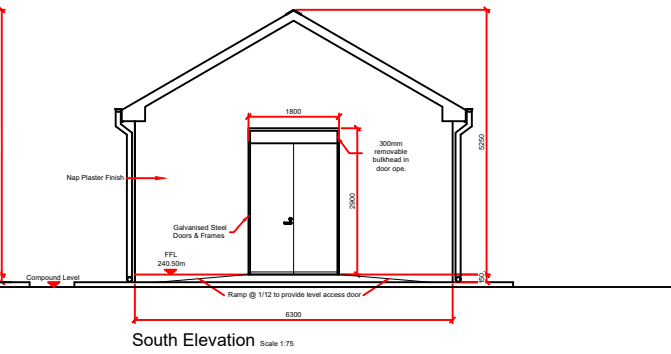 1800
300mm
removable
bulkhead in
door ope.
5250
Nap Plaster Finish
2900
Galvanised Steel
Doors & Frames
FFL
240.50m
Compound Level
150
Ramp @ 1/12 to provide level access door
6300
South Elevation Scale 1:75